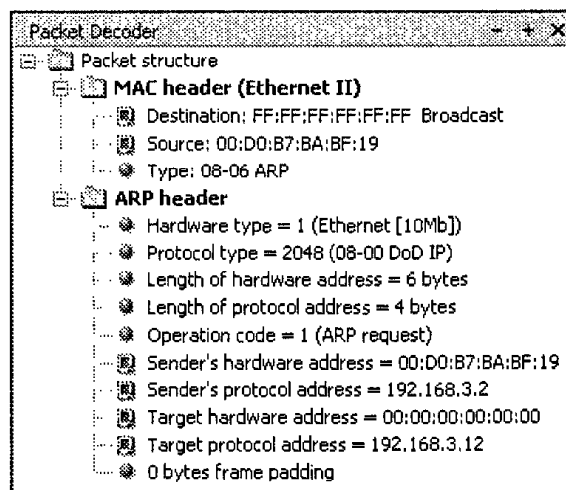 Packet Decoder
Packet structure
MAC header (Ethernet II)
Destination: FF:FF:FF:FF:FF:FF Broadcast
Source: 00:D0:B7:BA:BF:19
Type: 08-06 ARP
ARP header
Hardware type = 1 (Ethernet [10Mb])
Protocol type = 2048 (08-00 DoD IP)
Length of hardware address = 6 bytes
Length of protocol address = 4 bytes
Operation code = 1 (ARP request)
Sender's hardware address = 00:D0:B7:BA:BF:19
Sender's protocol address = 192.168.3.2
Target hardware address = 00:00:00:00:00:00
Target protocol address = 192.168.3.12
0 bytes frame padding